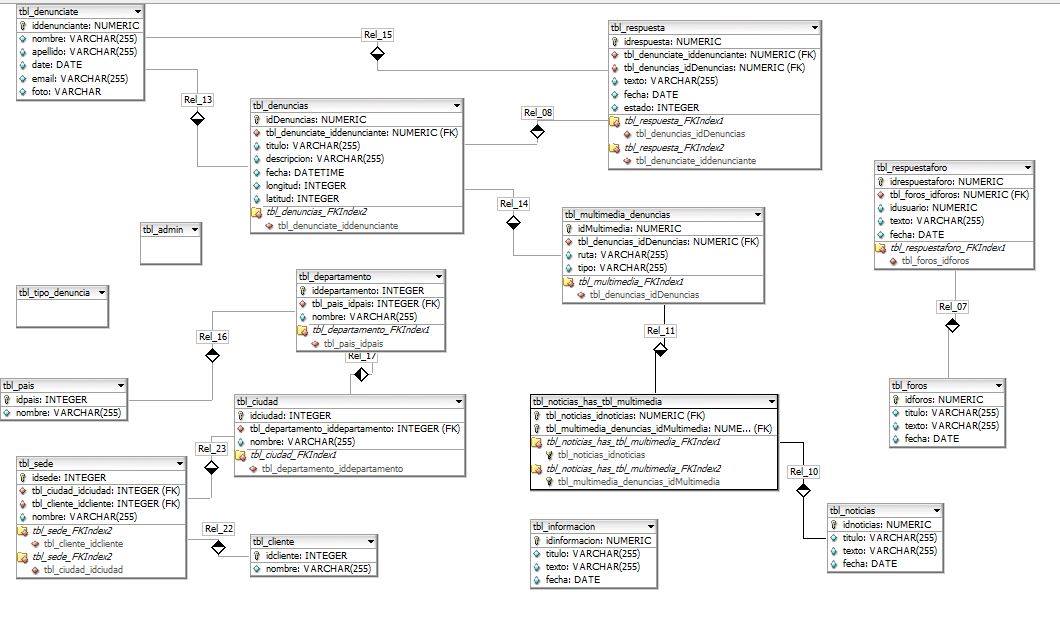 tbl_denunciate
iddenunciante: NUMERIC
nombre: VARCHAR(255)
apellido: VARCHAR(255)
date: DATE
email: VARCHAR(255)
foto: VARCHAR
Rel_15
Rel_13
tbl_respuesta
idrespuesta: NUMERIC
tbl_denunciate_iddenunciante: NUMERIC (FK)
tbl_denuncias_idDenuncias: NUMERIC (FK)
texto: VARCHAR(255)
fecha: DATE
estado: INTEGER
tbl_respuesta_FKIndex1
tbl_denuncias_idDenuncias
tbl_respuesta_FKIndex2
tbl_denunciate_iddenunciante
tbl_denuncias
idDenuncias: NUMERIC
tbl_denunciate_iddenunciante: NUMERIC (FK)
titulo: VARCHAR(255)
descripcion: VARCHAR(255)
fecha: DATETIME
longitud: INTEGER
latitud: INTEGER
tbl_denuncias_FKIndex2
tbl_denunciate_iddenunciante
Rel_08
Rel_14
tbl_respuestaforo
idrespuestaforo: NUMERIC
tbl_foros_idforos: NUMERIC (FK)
idusuario: NUMERIC
texto: VARCHAR(255)
fecha: DATE
tbl_respuestaforo_FKIndex1
tbl_foros_idforos
tbl_multimedia_denuncias
idMultimedia: NUMERIC
tbl_denuncias_idDenuncias: NUMERIC (FK)
ruta: VARCHAR(255)
tipo: VARCHAR(255)
tbl_multimedia_FKIndex1
tbl_denuncias_idDenuncias
tbl_admin
tbl_tipo_denuncia
tbl_departamento
iddepartamento: INTEGER
tbl_pais_idpais: INTEGER (FK)
nombre: VARCHAR(255)
tbl_departamento_FKIndex1
tbl_pais_idpais
Rel_07
Rel_16
Rel_11
Rel_17
tbl_pais
idpais: INTEGER
nombre: VARCHAR(255)
tbl_foros
idforos: NUMERIC
titulo: VARCHAR(255)
texto: VARCHAR(255)
fecha: DATE
tbl_ciudad
idciudad: INTEGER
tbl_departamento_iddepartamento: INTEGER (FK)
nombre: VARCHAR(255)
tbl_ciudad_FKIndex1
tbl_departamento_iddepartamento
tbl_noticias_has_tbl_multimedia
tbl_noticias_idnoticias: NUMERIC (FK)
tbl_multimedia_denuncias_idMultimedia: NUME... (FK)
tbl_noticias_has_tbl_multimedia_FKIndex1
tbl_noticias_idnoticias
tbl_noticias_has_tbl_multimedia_FKIndex2
tbl_multimedia_denuncias_idMultimedia
Rel_23
tbl_sede
idsede: INTEGER
tbl_ciudad_idciudad: INTEGER (FK)
tbl_cliente_idcliente: INTEGER (FK)
nombre: VARCHAR(255)
tbl_sede_FKIndex2
tbl_cliente_idcliente
tbl_sede_FKIndex2
tbl_ciudad_idciudad
Rel_10
Rel_22
tbl_cliente
idcliente: INTEGER
nombre: VARCHAR(255)
tbl_informacion
idinformacion: NUMERIC
titulo: VARCHAR(255)
texto: VARCHAR(255)
fecha: DATE
tbl_noticias
idnoticias: NUMERIC
titulo: VARCHAR(255)
texto: VARCHAR(255)
fecha: DATE